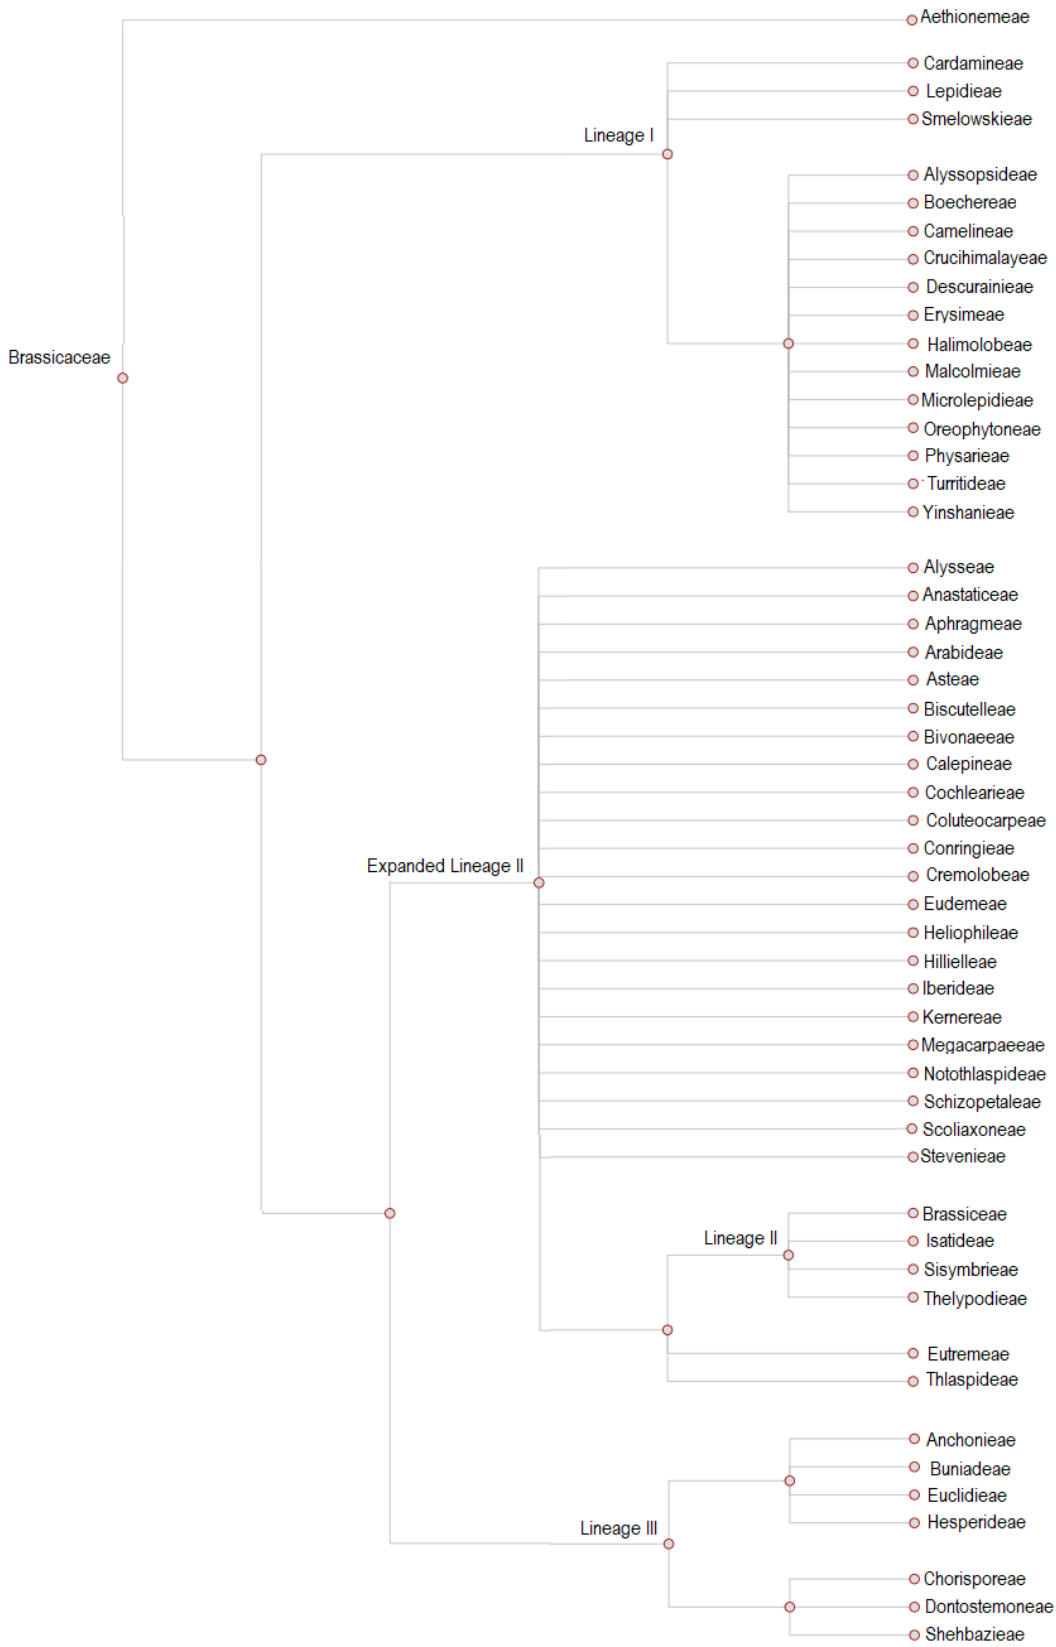 Aethionemeae
Cardamineae
Lepidieae
Smelowskieae
Lineage I
Alyssopsideae
Boechereae
Camelineae
Crucihimalayeae
Descurainieae
Erysimeae
Halimolobeae
Brassicaceae
Malcolmieae
Microlepidieae
Oreophytoneae
Physarieae
Turritideae
Yinshanieae
Alysseae
Anastaticeae
Aphragmeae
Arabideae
Asteae
Biscutelleae
Bivonaeeae
Calepineae
Cochlearieae
Coluteocarpeae
Conringieae
Expanded Lineage II
Cremolobeae
Eudemeae
Heliophileae
Hillielleae
Iberideae
Kernereae
Megacarpaeeae
Notothlaspideae
Schizopetaleae
Scoliaxoneae
Stevenieae
Brassiceae
Lineage II
Isatideae
Sisymbrieae
Thelypodieae
Eutremeae
Thlaspideae
Anchonieae
Buniadeae
Euclidieae
Hesperideae
Lineage III
Chorisporeae
Dontostemoneae
Shehbazieae